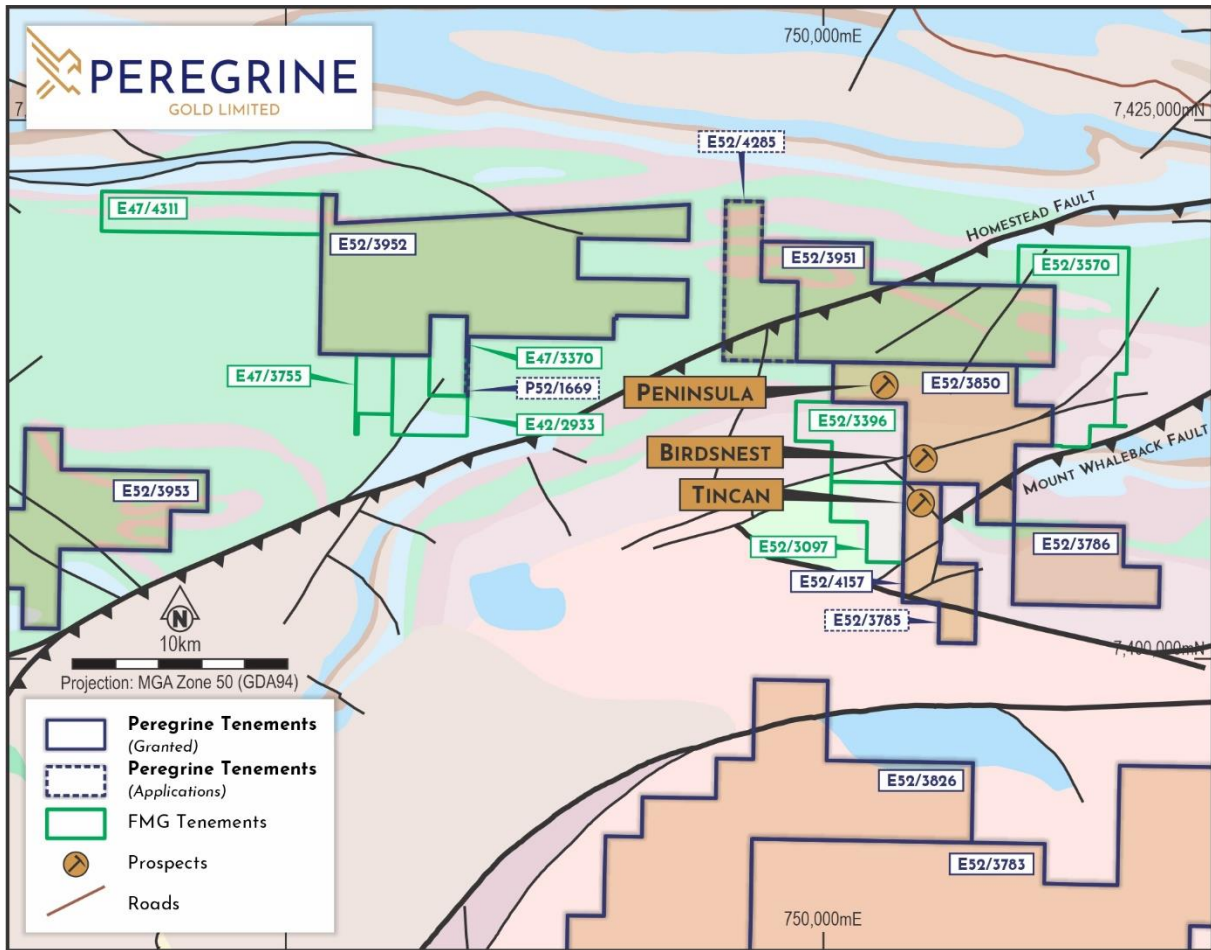 PEREGRINE
GOLD LIMITED
750,000mE
7,425,000mN
E52/4285
E47/4311
E52/3952
E52/3951
HOMESTEAD FAULT
E52/3570
E47/3370
E47/3755
P52/1669
E42/2933
PENINSULA
E52/3850
E52/3396
BIRDSNEST
MOUNT WHALEBACK FAULT
TINCAN
E52/3953
E52/3097
E52/3786
E52/4157
E52/3785
N
10km
Projection: MGA Zone 50 (GDA94)
7,400,000mN
Peregrine Tenements
(Granted)
Peregrine Tenements
(Applications)
FMG Tenements
Prospects
Roads
E52/3826
E52/3783
750,000mE